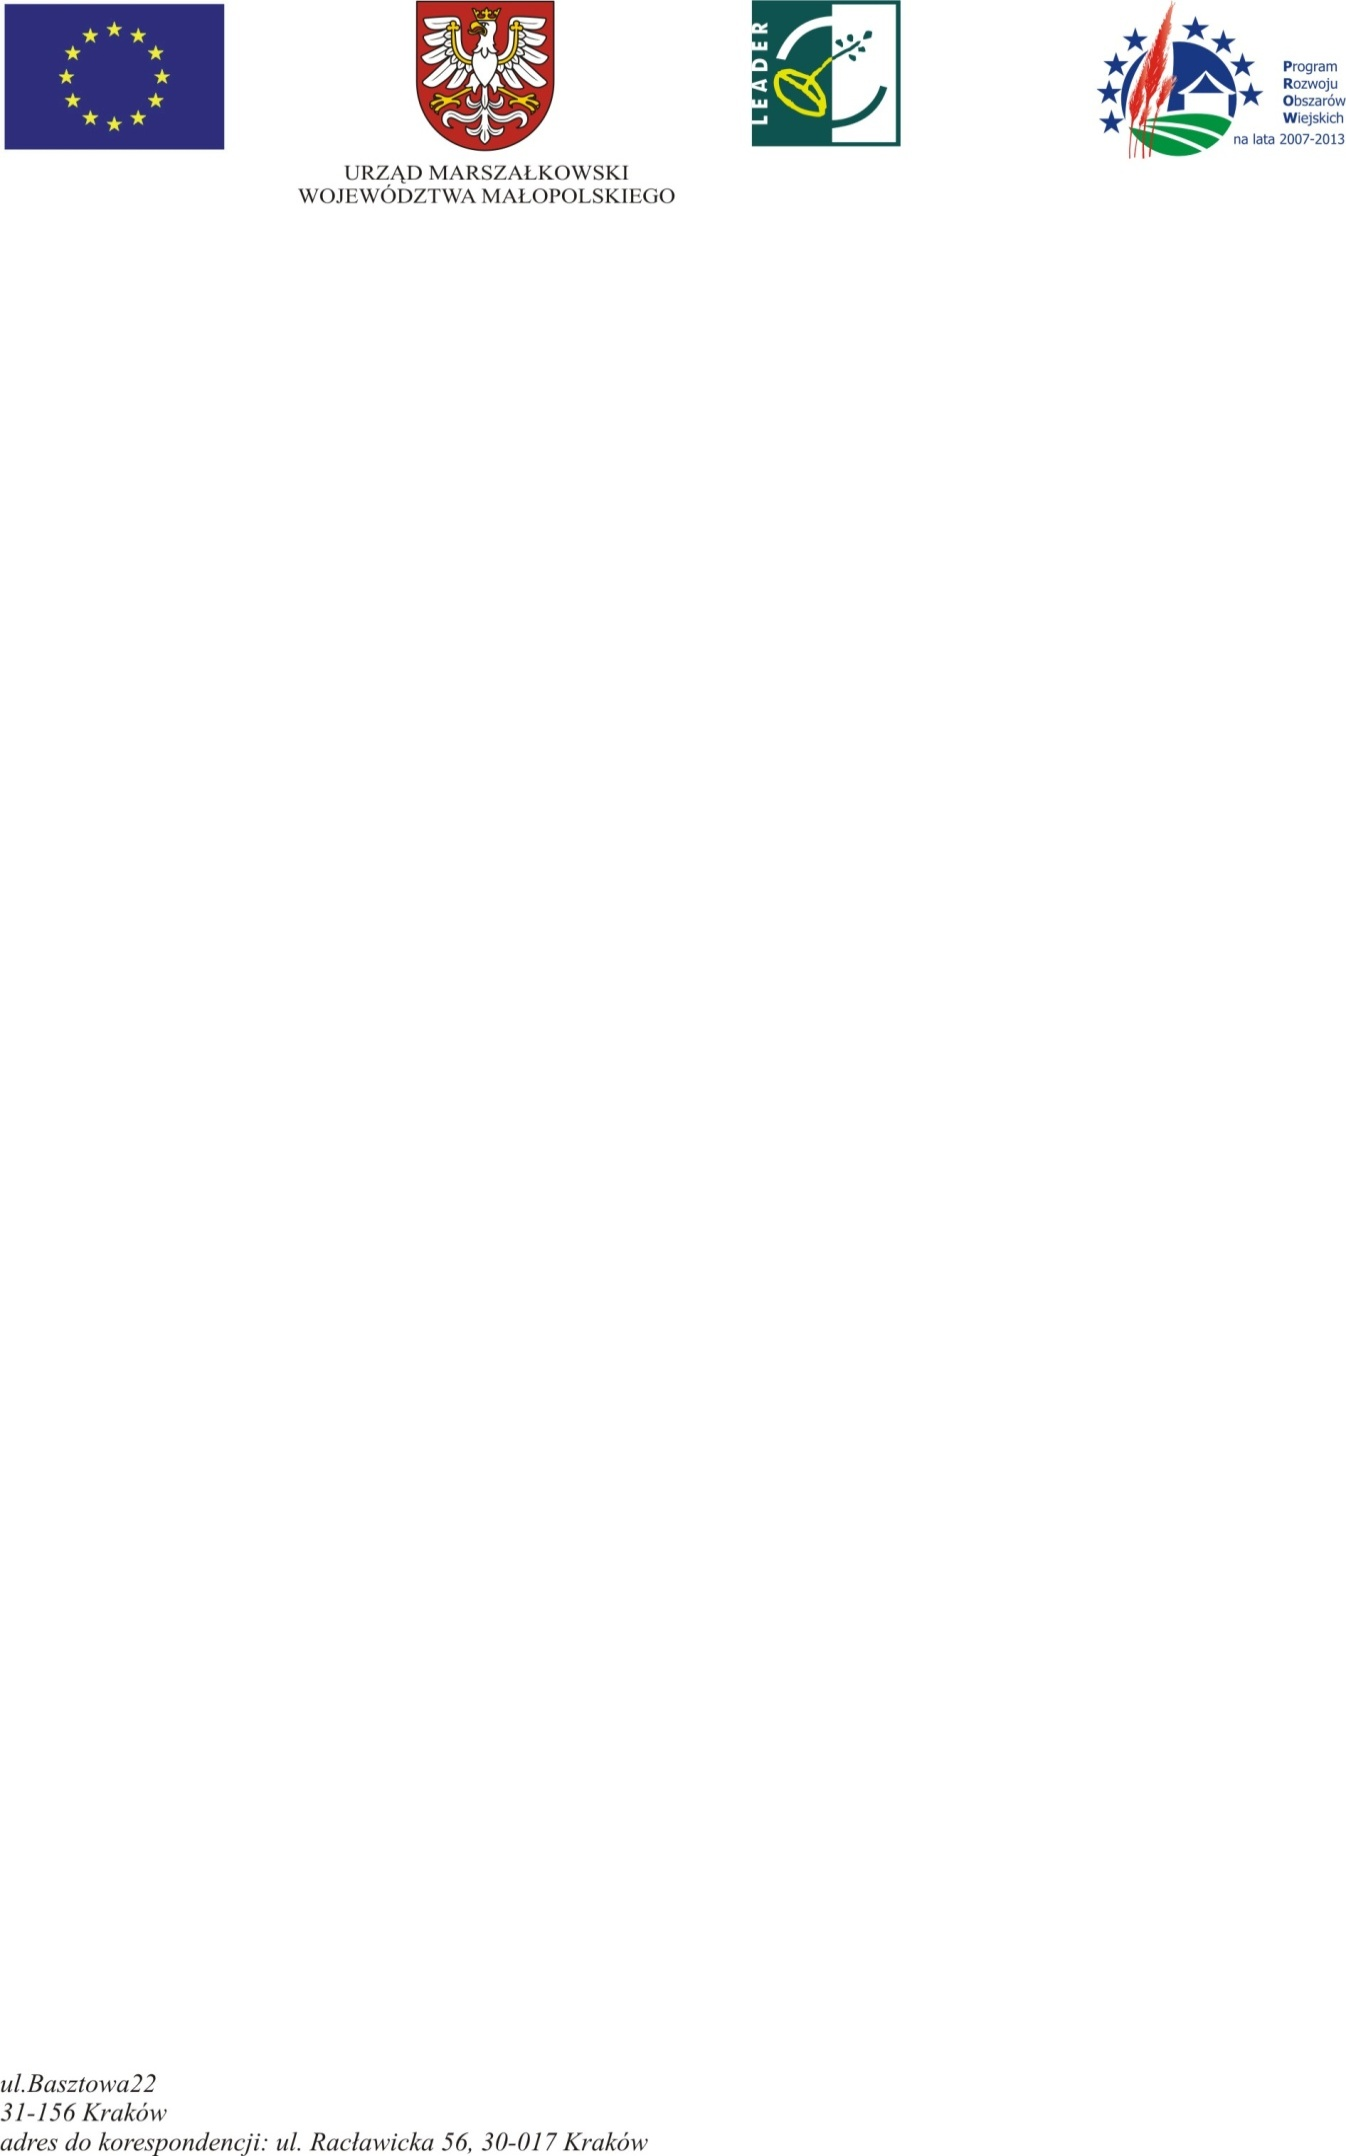 LEADER
Program
Rozwoju
Obszarów
Wiejskich
na lata 2007-2013
URZĄD MARSZAŁKOWSKI
WOJEWÓDZTWA MAŁOPOLSKIEGO
ul.Basztowa22
31-156 Kraków
adres do korespondencji: ul. Racławicka 56, 30-017 Kraków